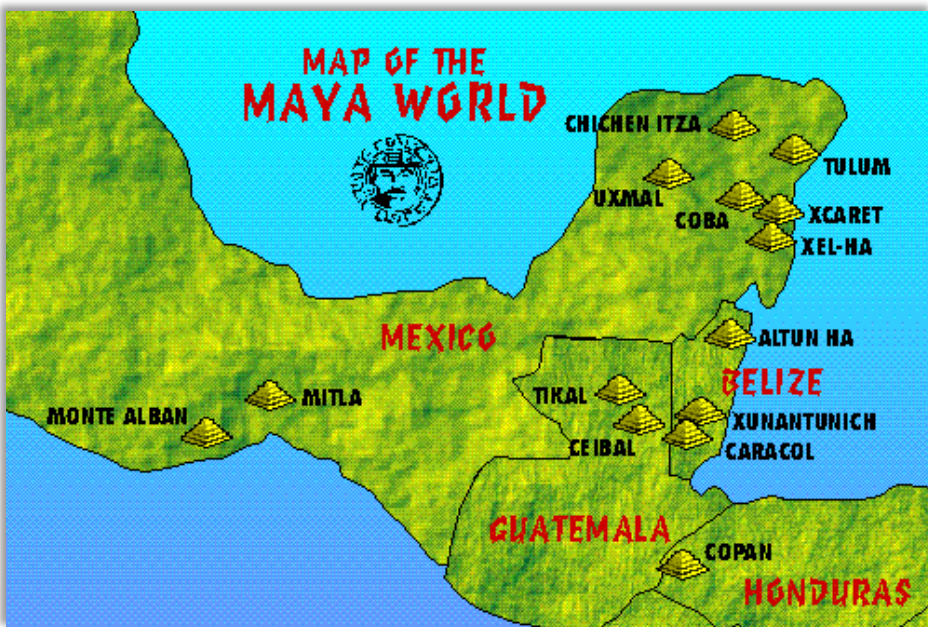 MAP OF THE
MAYA WORLD
CHICHEN ITZA
TULUM
UXMAL
COBA
XCARET
XEL-HA
MEXICO
ALTUN HA
BELIZE
TIKAL
MITLA
MONTE ALBAN
XUNANTUNICH
CEIBAL
CARACOL
GUATEMALA
COPAN
HONDURAS